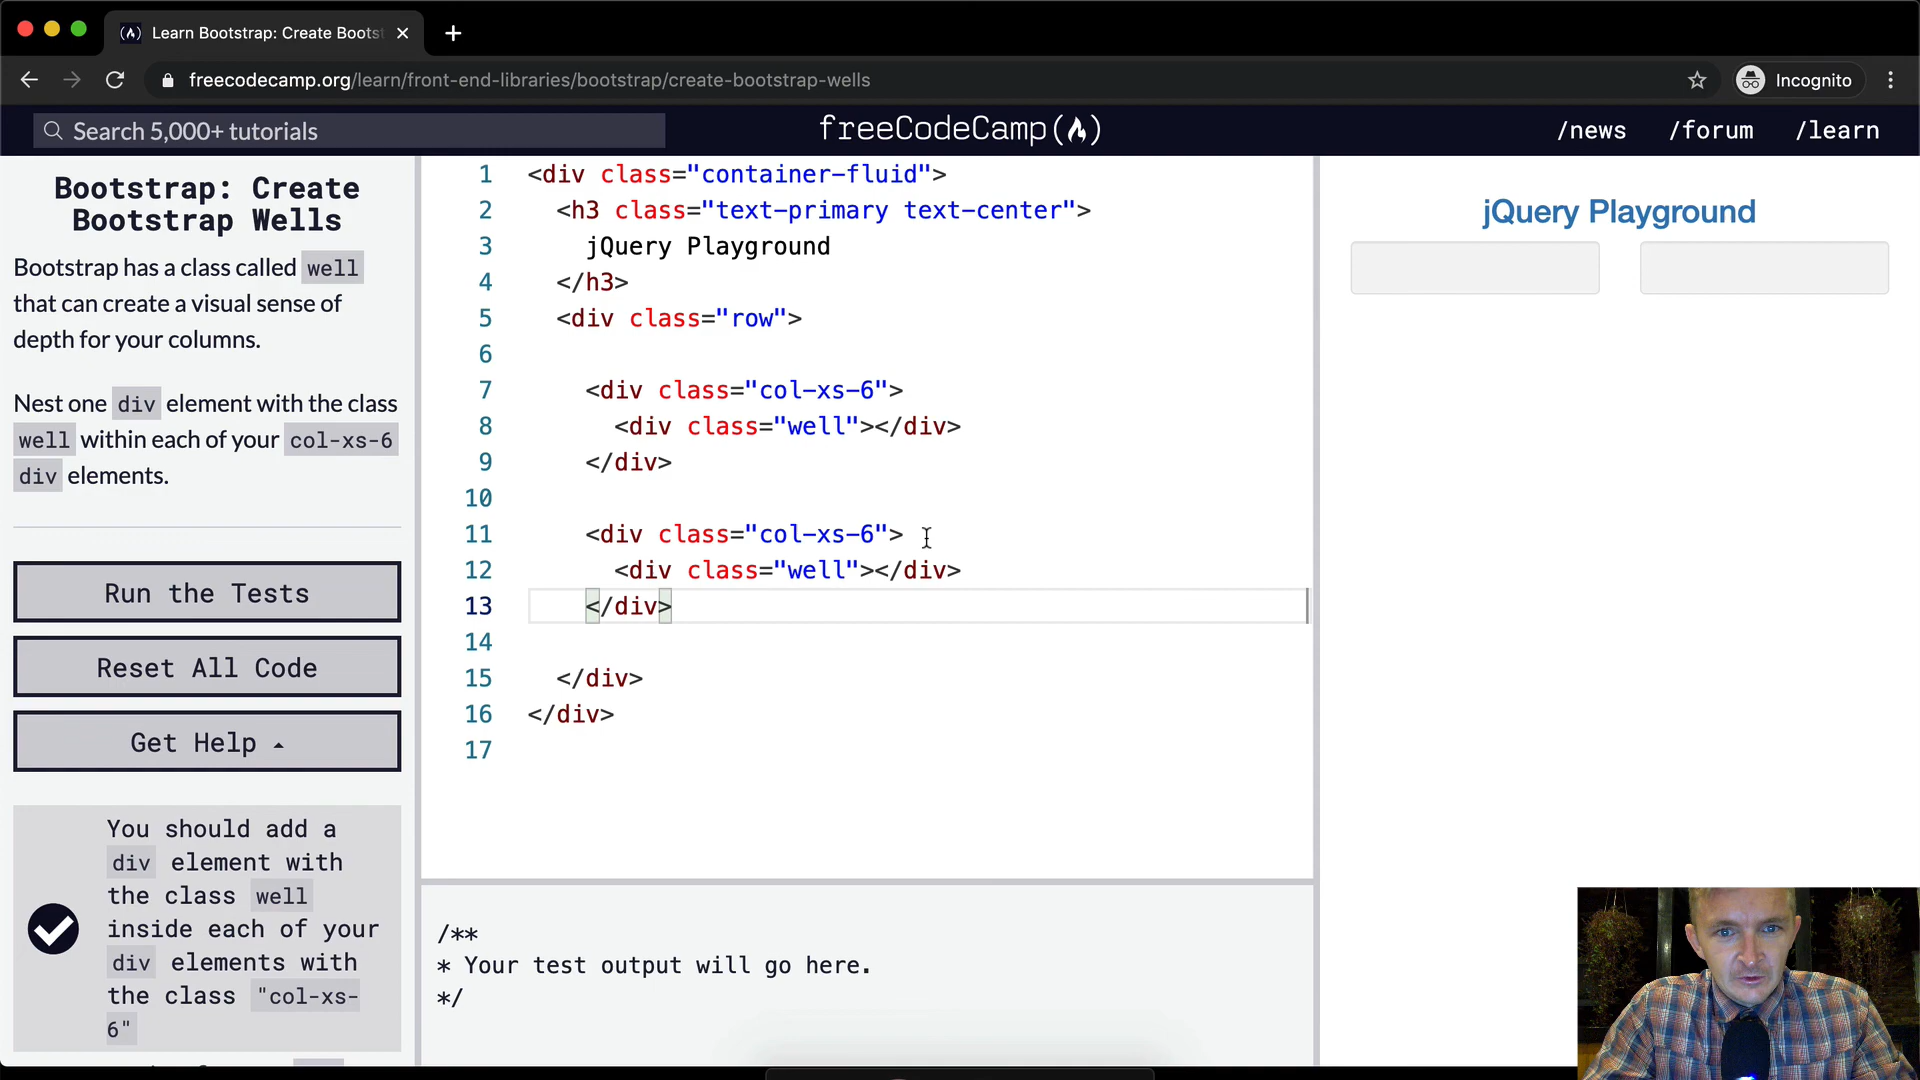 Learn Bootstrap: Create Boots
freecodecamp.org/learn/front-end-libraries/bootstrap/create-bootstrap-wells
Incognito
Search 5,000+ tutorials
freeCodeCamp
/news
/forum
/learn
Bootstrap: Create
Bootstrap Wells
Bootstrap has a class called well
that can create a visual sense of
depth for your columns.
Nest one div element with the class
well within each of your col-xs-6
div elements.
Run the Tests
Reset All Code
Get Help
You should add a
div element with
the class well
inside each of your
div elements with
the class "col-xs-
6"
1 <div class="container-fluid">
2 <h3 class="text-primary text-center">
3 jQuery Playground
4 </h3>
5 <div class="row">
6
7 <div class="col-xs-6">
8 <div class="well"></div>
9 </div>
10
11 <div class="col-xs-6">
12 <div class="well"></div>
13 </div>
14
15 </div>
16 </div>
17
/**
* Your test output will go here.
*/
jQuery Playground